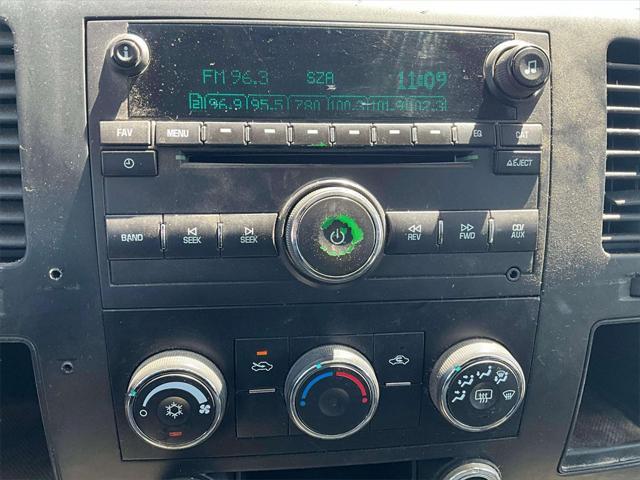 FM 96.3 SZA 11:09
2 96.9 95.5 780 100.3 101.9 102.3
FAV MENU EQ CAT
EJECT
BAND SEEK SEEK REV FWD CD/
AUX